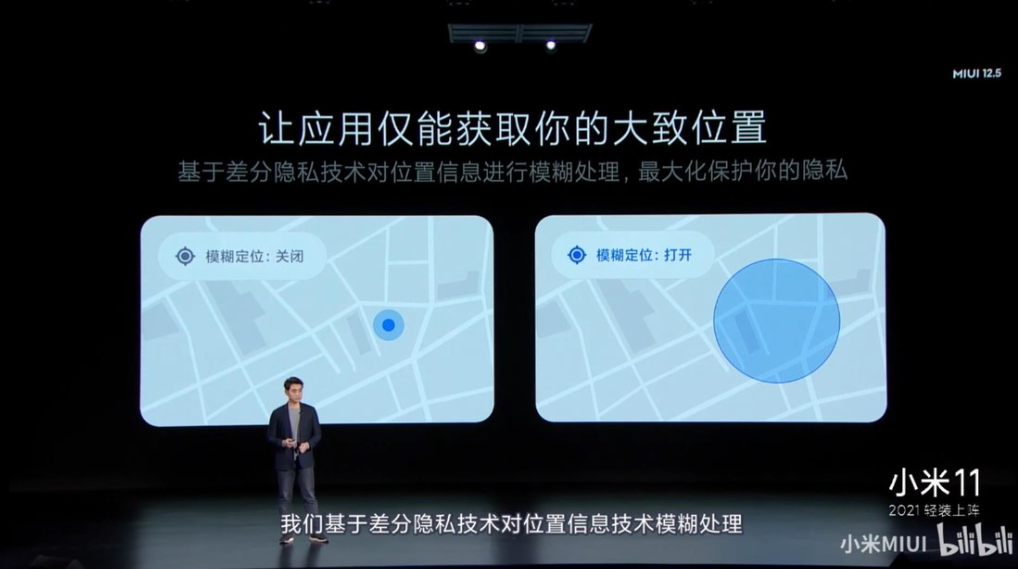 MIUI 12.5
让应用仅能获取你的大致位置
基于差分隐私技术对位置信息进行模糊处理，最大化保护你的隐私
模糊定位：关闭
模糊定位：打开
小米11
2021 轻装上阵
我们基于差分隐私技术对位置信息技术模糊处理
小米MIUI bilibili